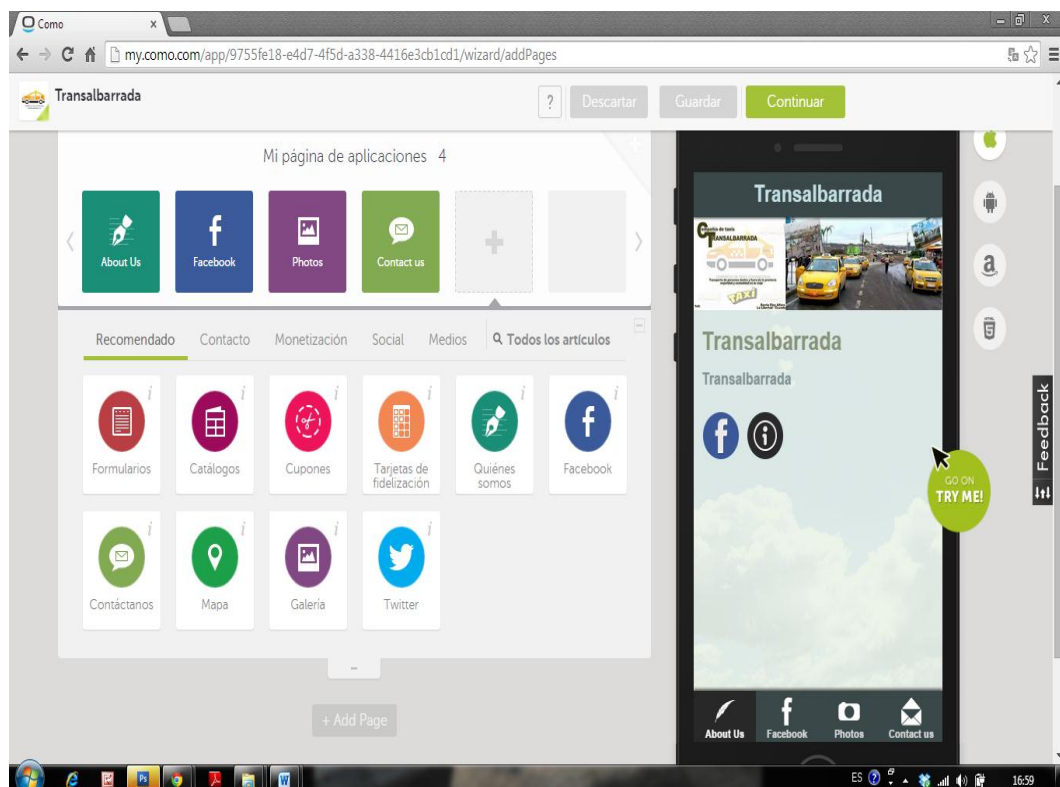 Como
my.como.com/app/9755fe18-e4d7-4f5d-a338-4416e3cb1cd1/wizard/addPages
Transalbarrada
?
Descartar
Guardar
Continuar
Mi página de aplicaciones 4
About Us
Facebook
Photos
Contact us
Recomendado
Contacto
Monetización
Social
Medios
Todos los artículos
Formularios
Catálogos
Cupones
Tarjetas de
fidelización
Quiénes
somos
Facebook
Contáctanos
Mapa
Galería
Twitter
+ Add Page
Transalbarrada
TAXI
Transalbarrada
Transalbarrada
About Us
Facebook
Photos
Contact us
GO ON
TRY ME!
Feedback
ES
16:59